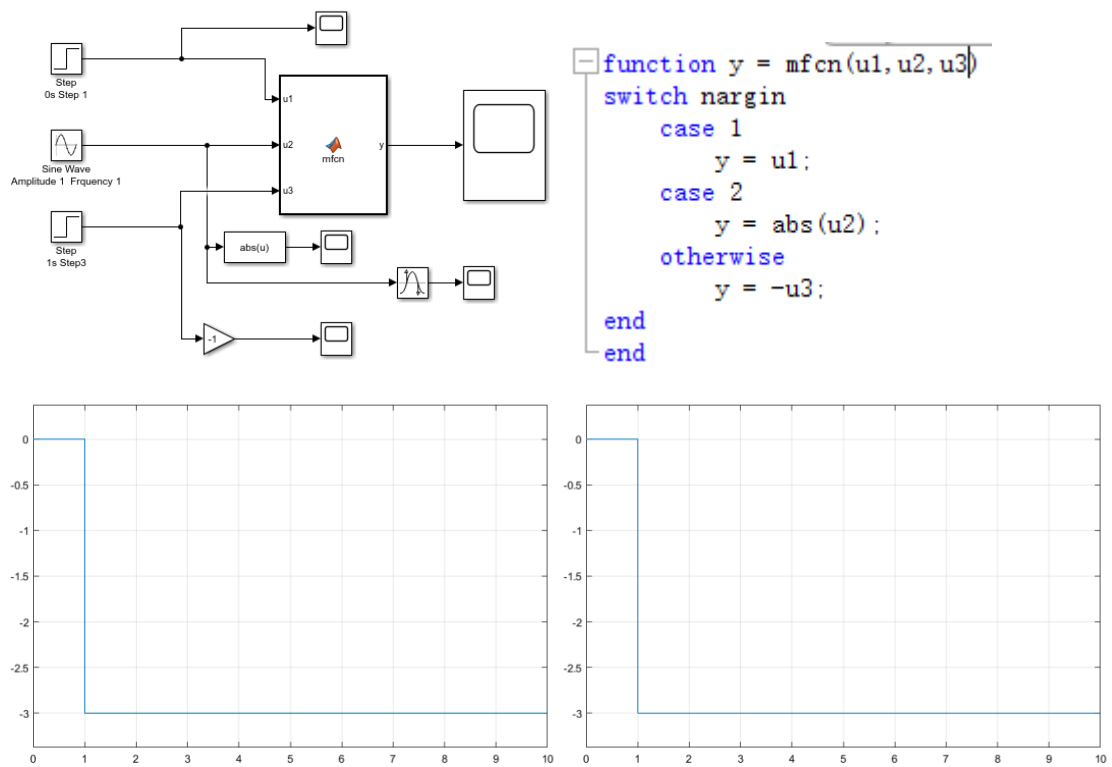 Step
0s Step 1
Sine Wave
Amplitude 1 Frquency 1
Step
1s Step3
u1
u2
u3
mfcn
y
abs(u)
-1
function y = mfcn(u1,u2,u3)
switch nargin
case 1
y = u1;
case 2
y = abs(u2);
otherwise
y = -u3;
end
end
0
-0.5
-1
-1.5
-2
-2.5
-3
0 1 2 3 4 5 6 7 8 9 10
0
-0.5
-1
-1.5
-2
-2.5
-3
0 1 2 3 4 5 6 7 8 9 10